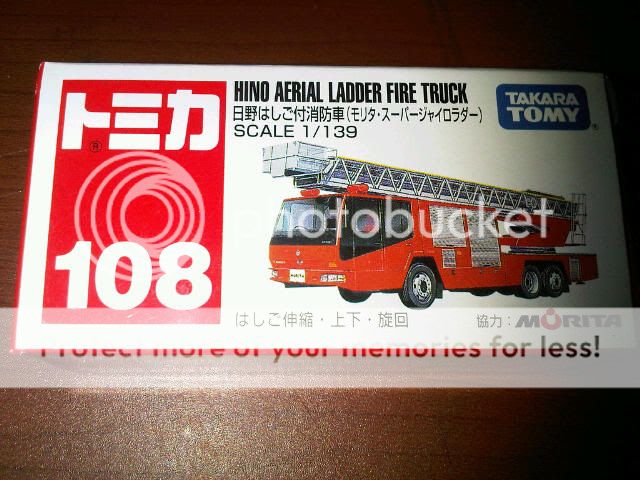 トミカ
®
108
HINO AERIAL LADDER FIRE TRUCK
日野はしご付消防車(モリタ・スーパージャイロラダー)
SCALE 1/139
TAKARA
TOMY
はしご伸縮・上下・旋回
協力:MORITA
photobucket
Protect more of your memories for less!